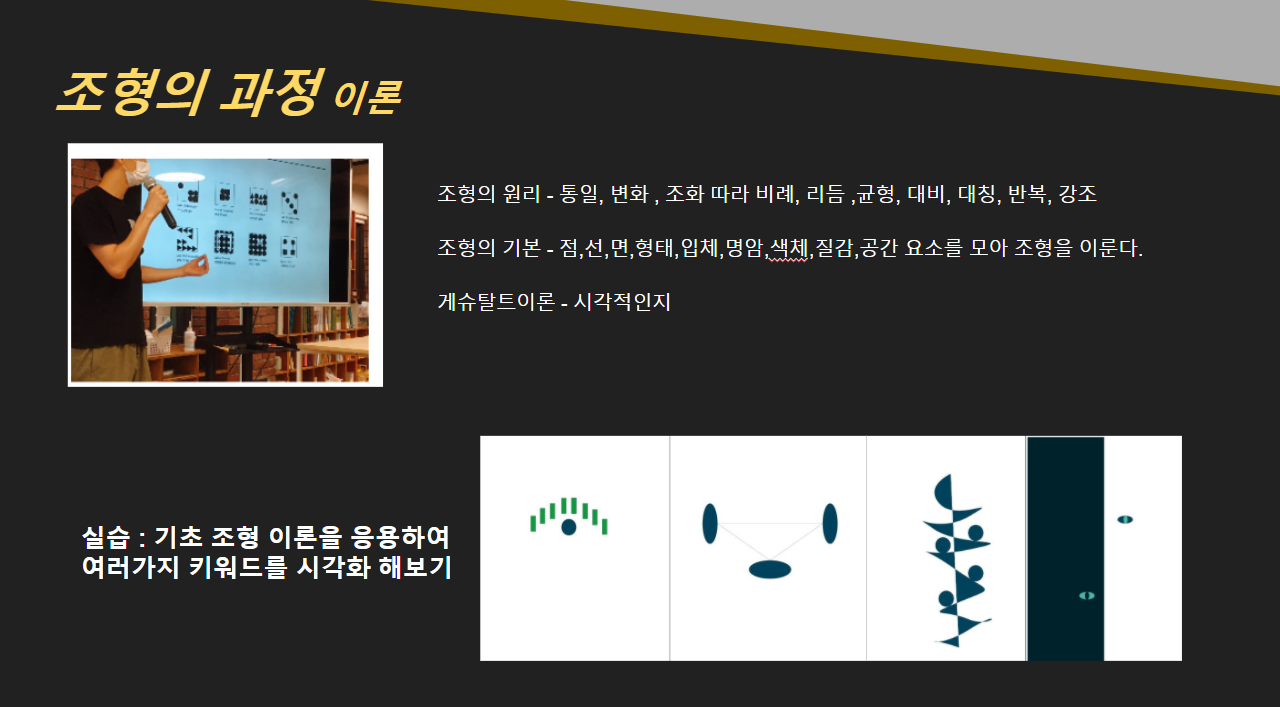 조형의 과정 이론
조형의 원리 - 통일, 변화 , 조화 따라 비례, 리듬 ,균형, 대비, 대칭, 반복, 강조
조형의 기본 - 점,선,면,형태,입체,명암,색체,질감,공간 요소를 모아 조형을 이룬다.
게슈탈트이론 - 시각적인지
실습 : 기초 조형 이론을 응용하여
여러가지 키워드를 시각화 해보기